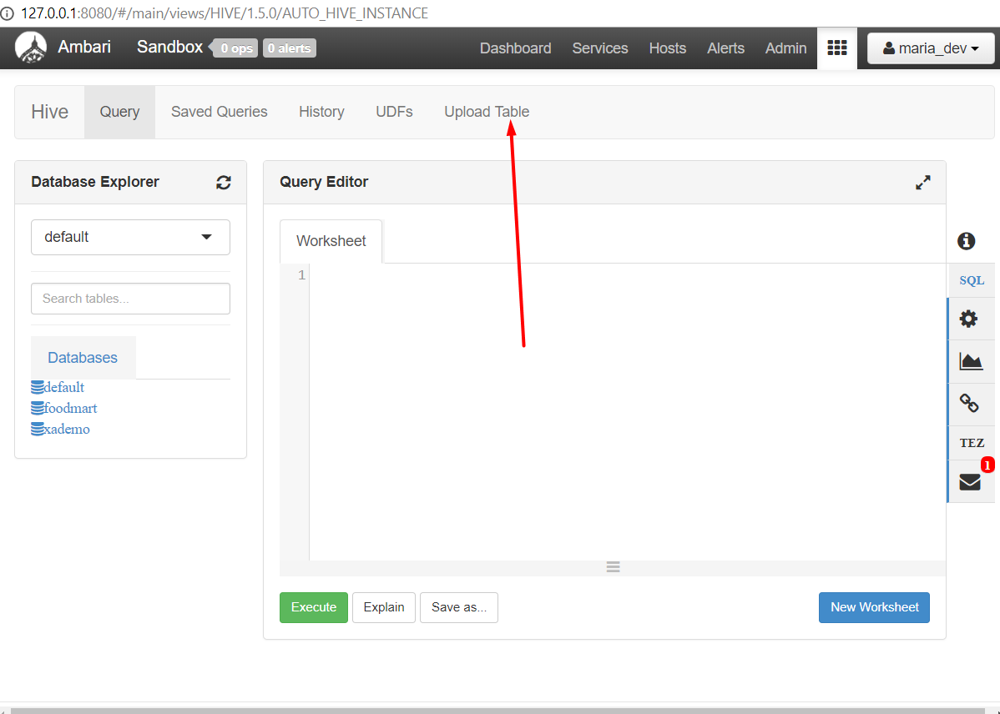 127.0.0.1:8080/#/main/views/HIVE/1.5.0/AUTO_HIVE_INSTANCE
Ambari Sandbox 0 ops 0 alerts Dashboard Services Hosts Alerts Admin maria_dev
Hive Query Saved Queries History UDFs Upload Table
Database Explorer
default
Search tables...
Databases
default
foodmart
xademo
Query Editor
Worksheet
1
Execute Explain Save as... New Worksheet
SQL
TEZ
1